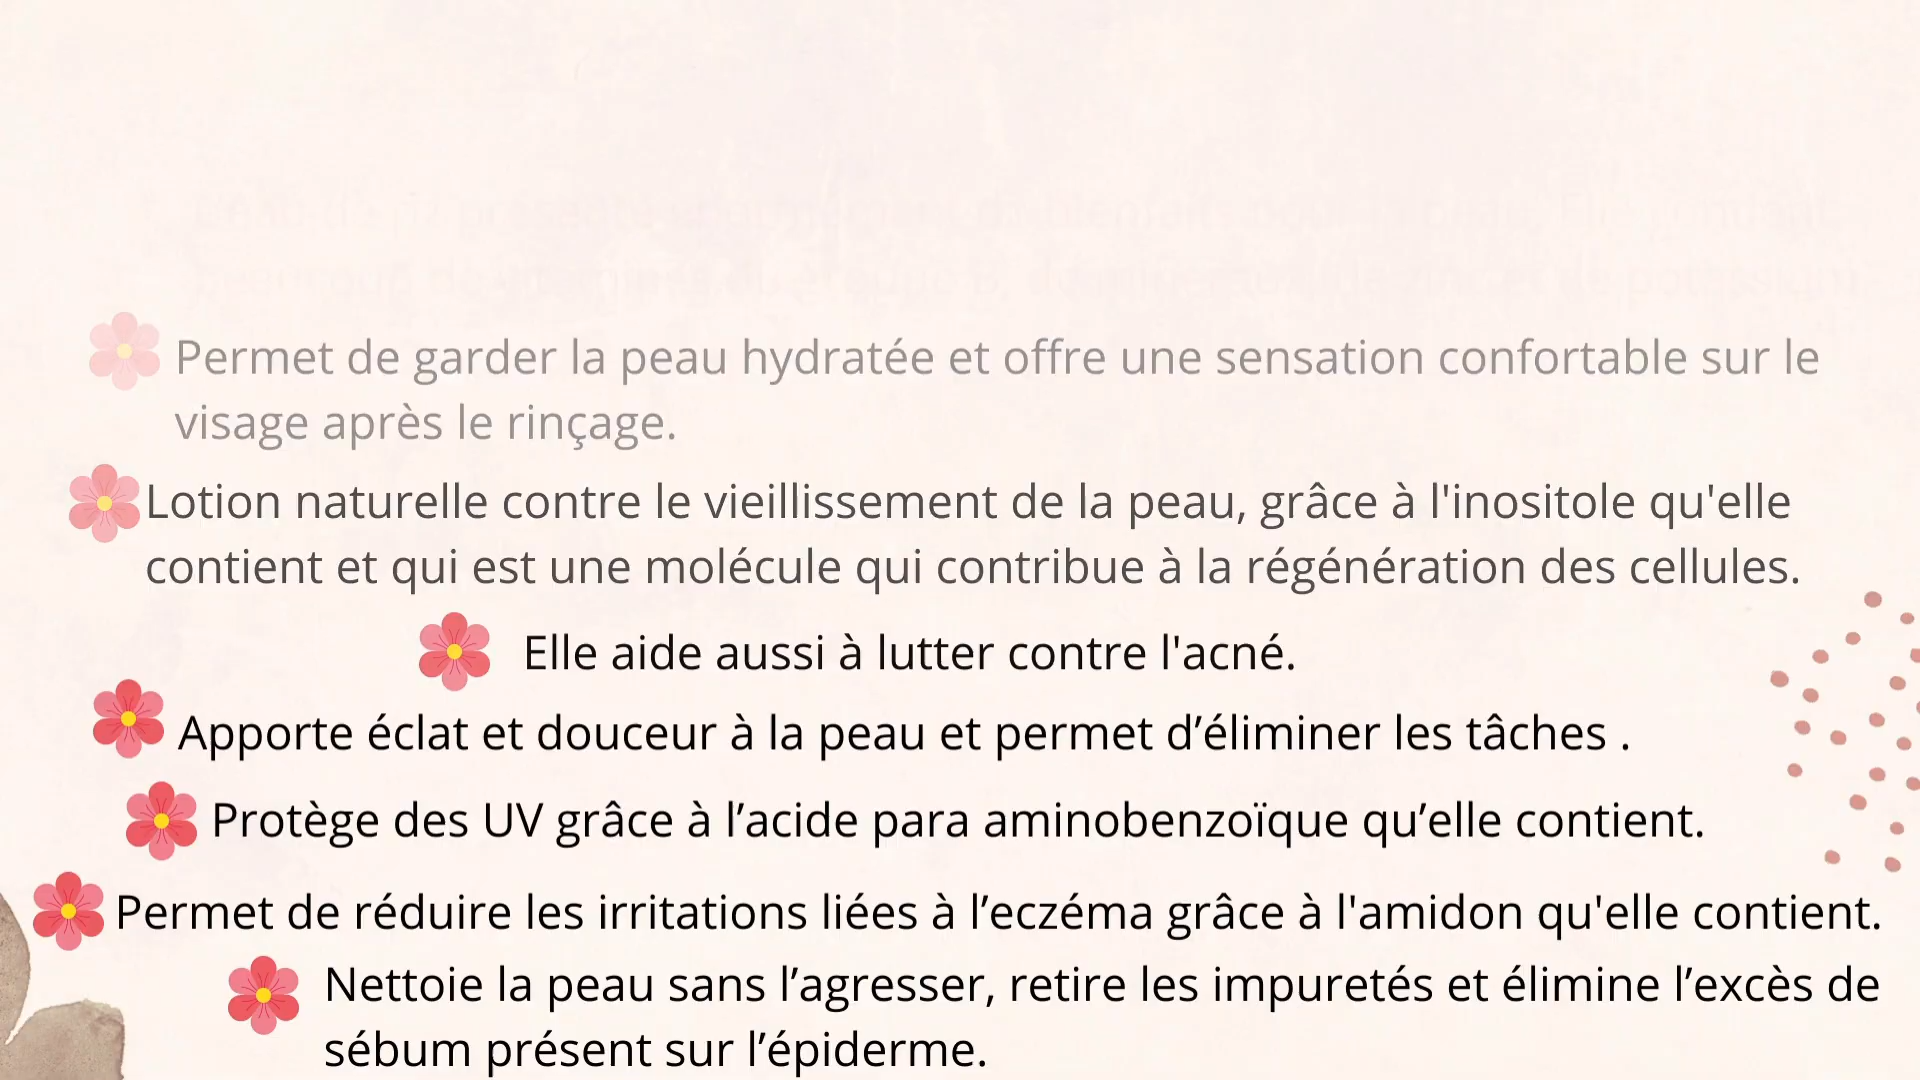 Permet de garder la peau hydratée et offre une sensation confortable sur le
visage après le rinçage.
Lotion naturelle contre le vieillissement de la peau, grâce à l'inositole qu'elle
contient et qui est une molécule qui contribue à la régénération des cellules.
Elle aide aussi à lutter contre l'acné.
Apporte éclat et douceur à la peau et permet d’éliminer les tâches .
Protège des UV grâce à l’acide para aminobenzoïque qu’elle contient.
Permet de réduire les irritations liées à l’eczéma grâce à l'amidon qu'elle contient.
Nettoie la peau sans l’agresser, retire les impuretés et élimine l’excès de
sébum présent sur l’épiderme.